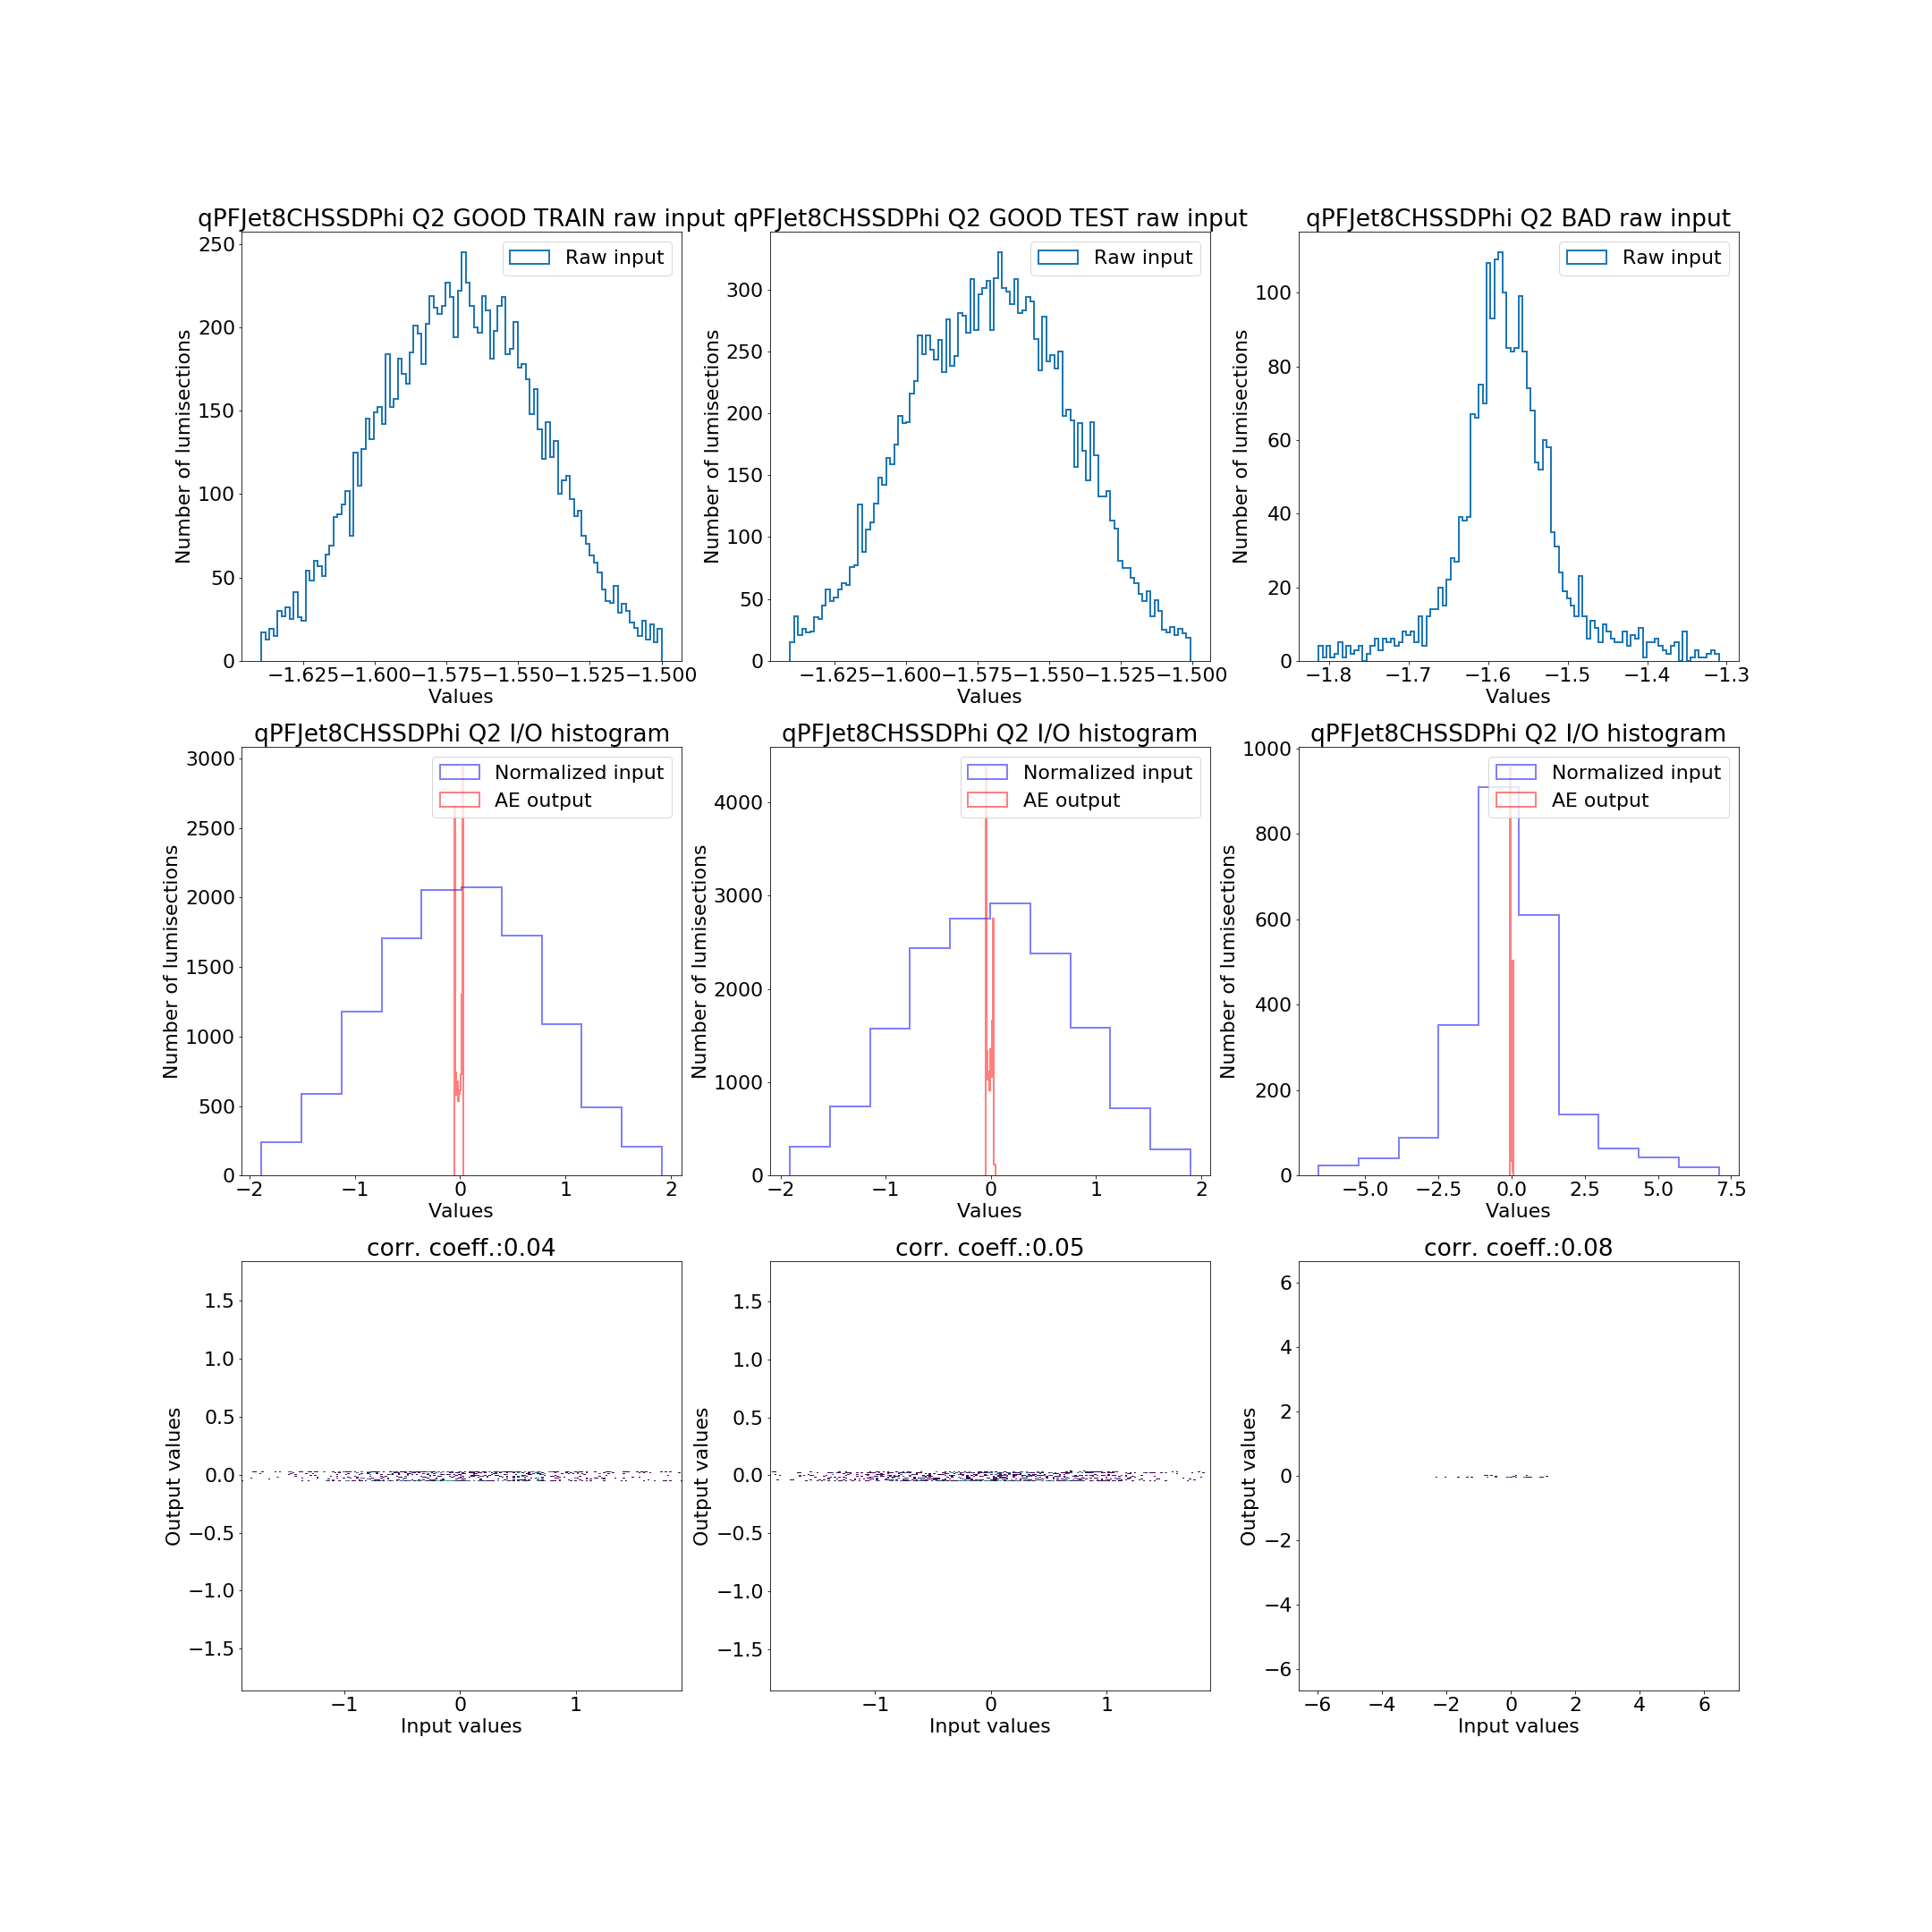 qPFJet8CHSSDPhi Q2 GOOD TRAIN raw input
250
200
150
100
50
0
Number of lumisections
Raw input
−1.625 −1.600 −1.575 −1.550 −1.525 −1.500
Values
qPFJet8CHSSDPhi Q2 GOOD TEST raw input
300
250
200
150
100
50
0
Number of lumisections
Raw input
−1.625 −1.600 −1.575 −1.550 −1.525 −1.500
Values
qPFJet8CHSSDPhi Q2 BAD raw input
100
80
60
40
20
0
Number of lumisections
Raw input
−1.8 −1.7 −1.6 −1.5 −1.4 −1.3
Values
qPFJet8CHSSDPhi Q2 I/O histogram
3000
2500
2000
1500
1000
500
0
Number of lumisections
Normalized input
AE output
−2 −1 0 1 2
Values
qPFJet8CHSSDPhi Q2 I/O histogram
4000
3000
2000
1000
0
Number of lumisections
Normalized input
AE output
−2 −1 0 1 2
Values
qPFJet8CHSSDPhi Q2 I/O histogram
1000
800
600
400
200
0
Number of lumisections
Normalized input
AE output
−5.0 −2.5 0.0 2.5 5.0 7.5
Values
corr. coeff.:0.04
1.5
1.0
0.5
0.0
−0.5
−1.0
−1.5
Output values
−1 0 1
Input values
corr. coeff.:0.05
1.5
1.0
0.5
0.0
−0.5
−1.0
−1.5
Output values
−1 0 1
Input values
corr. coeff.:0.08
6
4
2
0
−2
−4
−6
Output values
−6 −4 −2 0 2 4 6
Input values